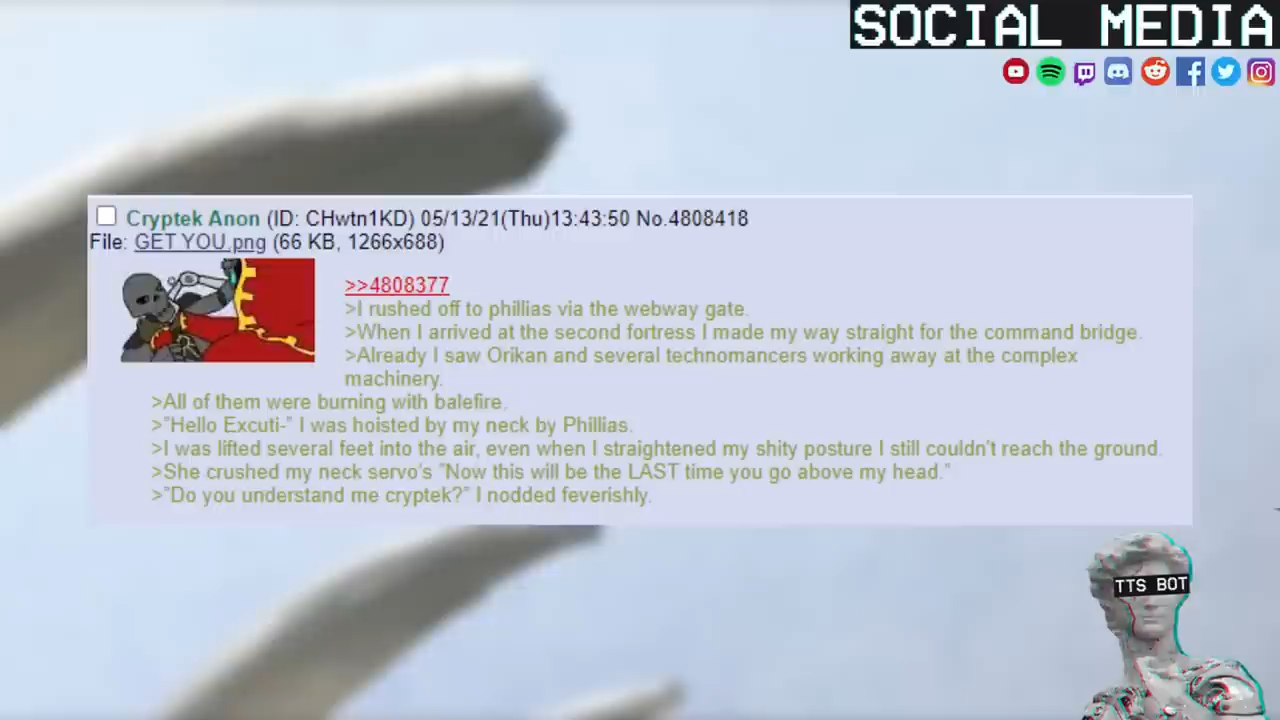 SOCIAL MEDIA
Cryptek Anon (ID: CHwtn1KD) 05/13/21(Thu)13:43:50 No.4808418
File: GET YOU.png (66 KB, 1266x688)
>>4808377
>I rushed off to phillias via the webway gate.
>When I arrived at the second fortress I made my way straight for the command bridge.
>Already I saw Orikan and several technomancers working away at the complex
machinery.
>All of them were burning with balefire.
>"Hello Excuti-" I was hoisted by my neck by Phillias.
>I was lifted several feet into the air, even when I straightened my shity posture I still couldn't reach the ground.
>She crushed my neck servo's "Now this will be the LAST time you go above my head."
>"Do you understand me cryptek?" I nodded feverishly.
TTS BOT